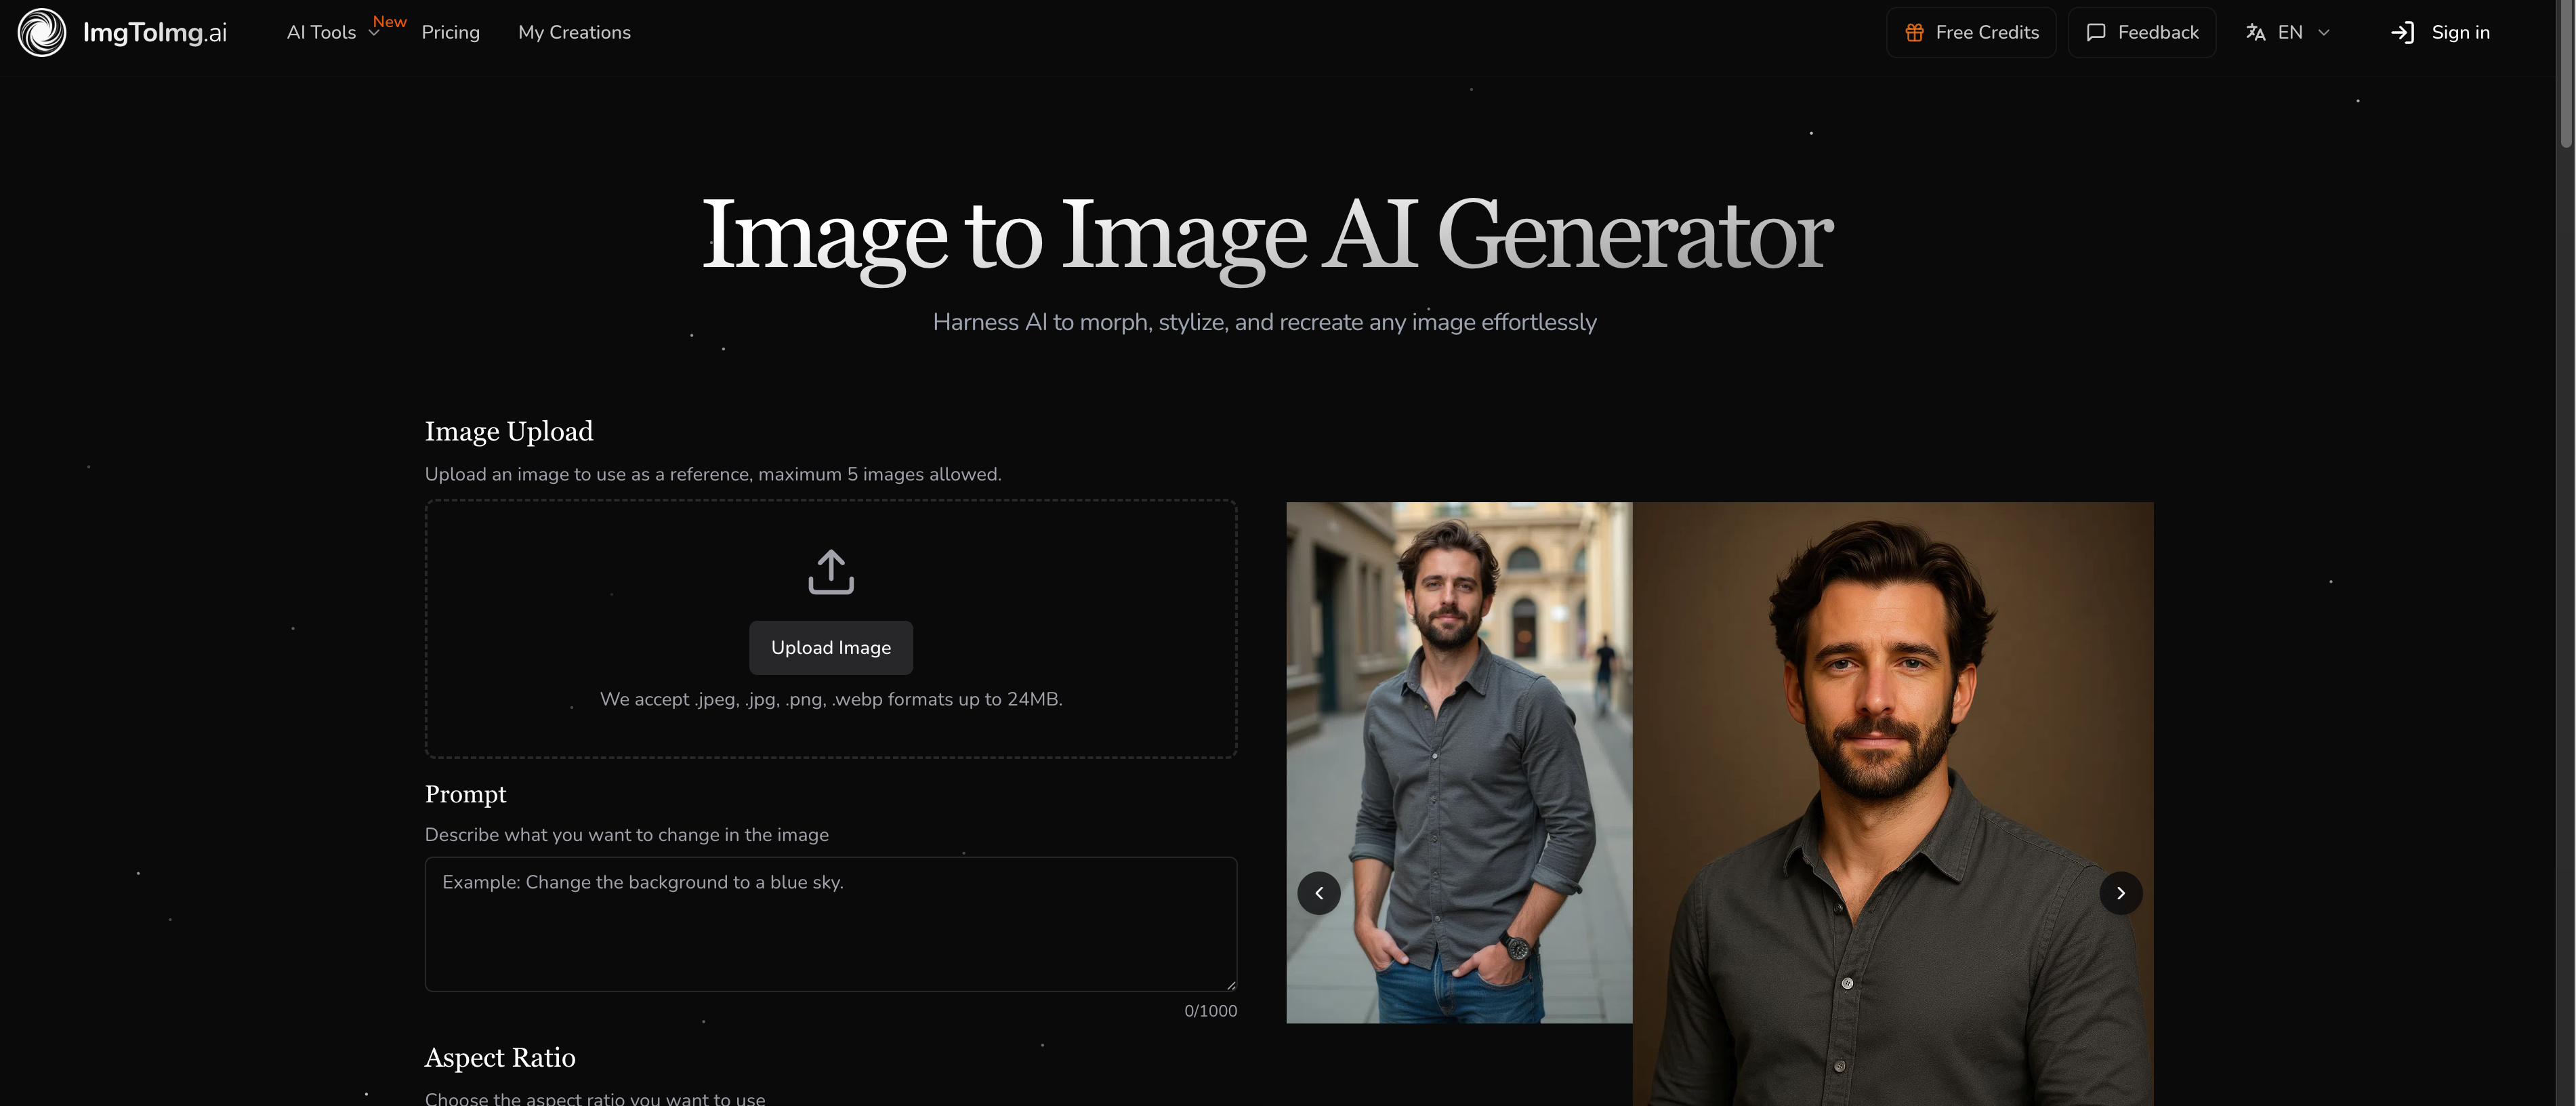 ImgToImg.ai
AI Tools
New
Pricing
My Creations
Free Credits
Feedback
EN
Sign in
Image to Image AI Generator
Harness AI to morph, stylize, and recreate any image effortlessly
Image Upload
Upload an image to use as a reference, maximum 5 images allowed.
Upload Image
We accept .jpeg, .jpg, .png, .webp formats up to 24MB.
Prompt
Describe what you want to change in the image
Example: Change the background to a blue sky.
0/1000
Aspect Ratio
Choose the aspect ratio you want to use